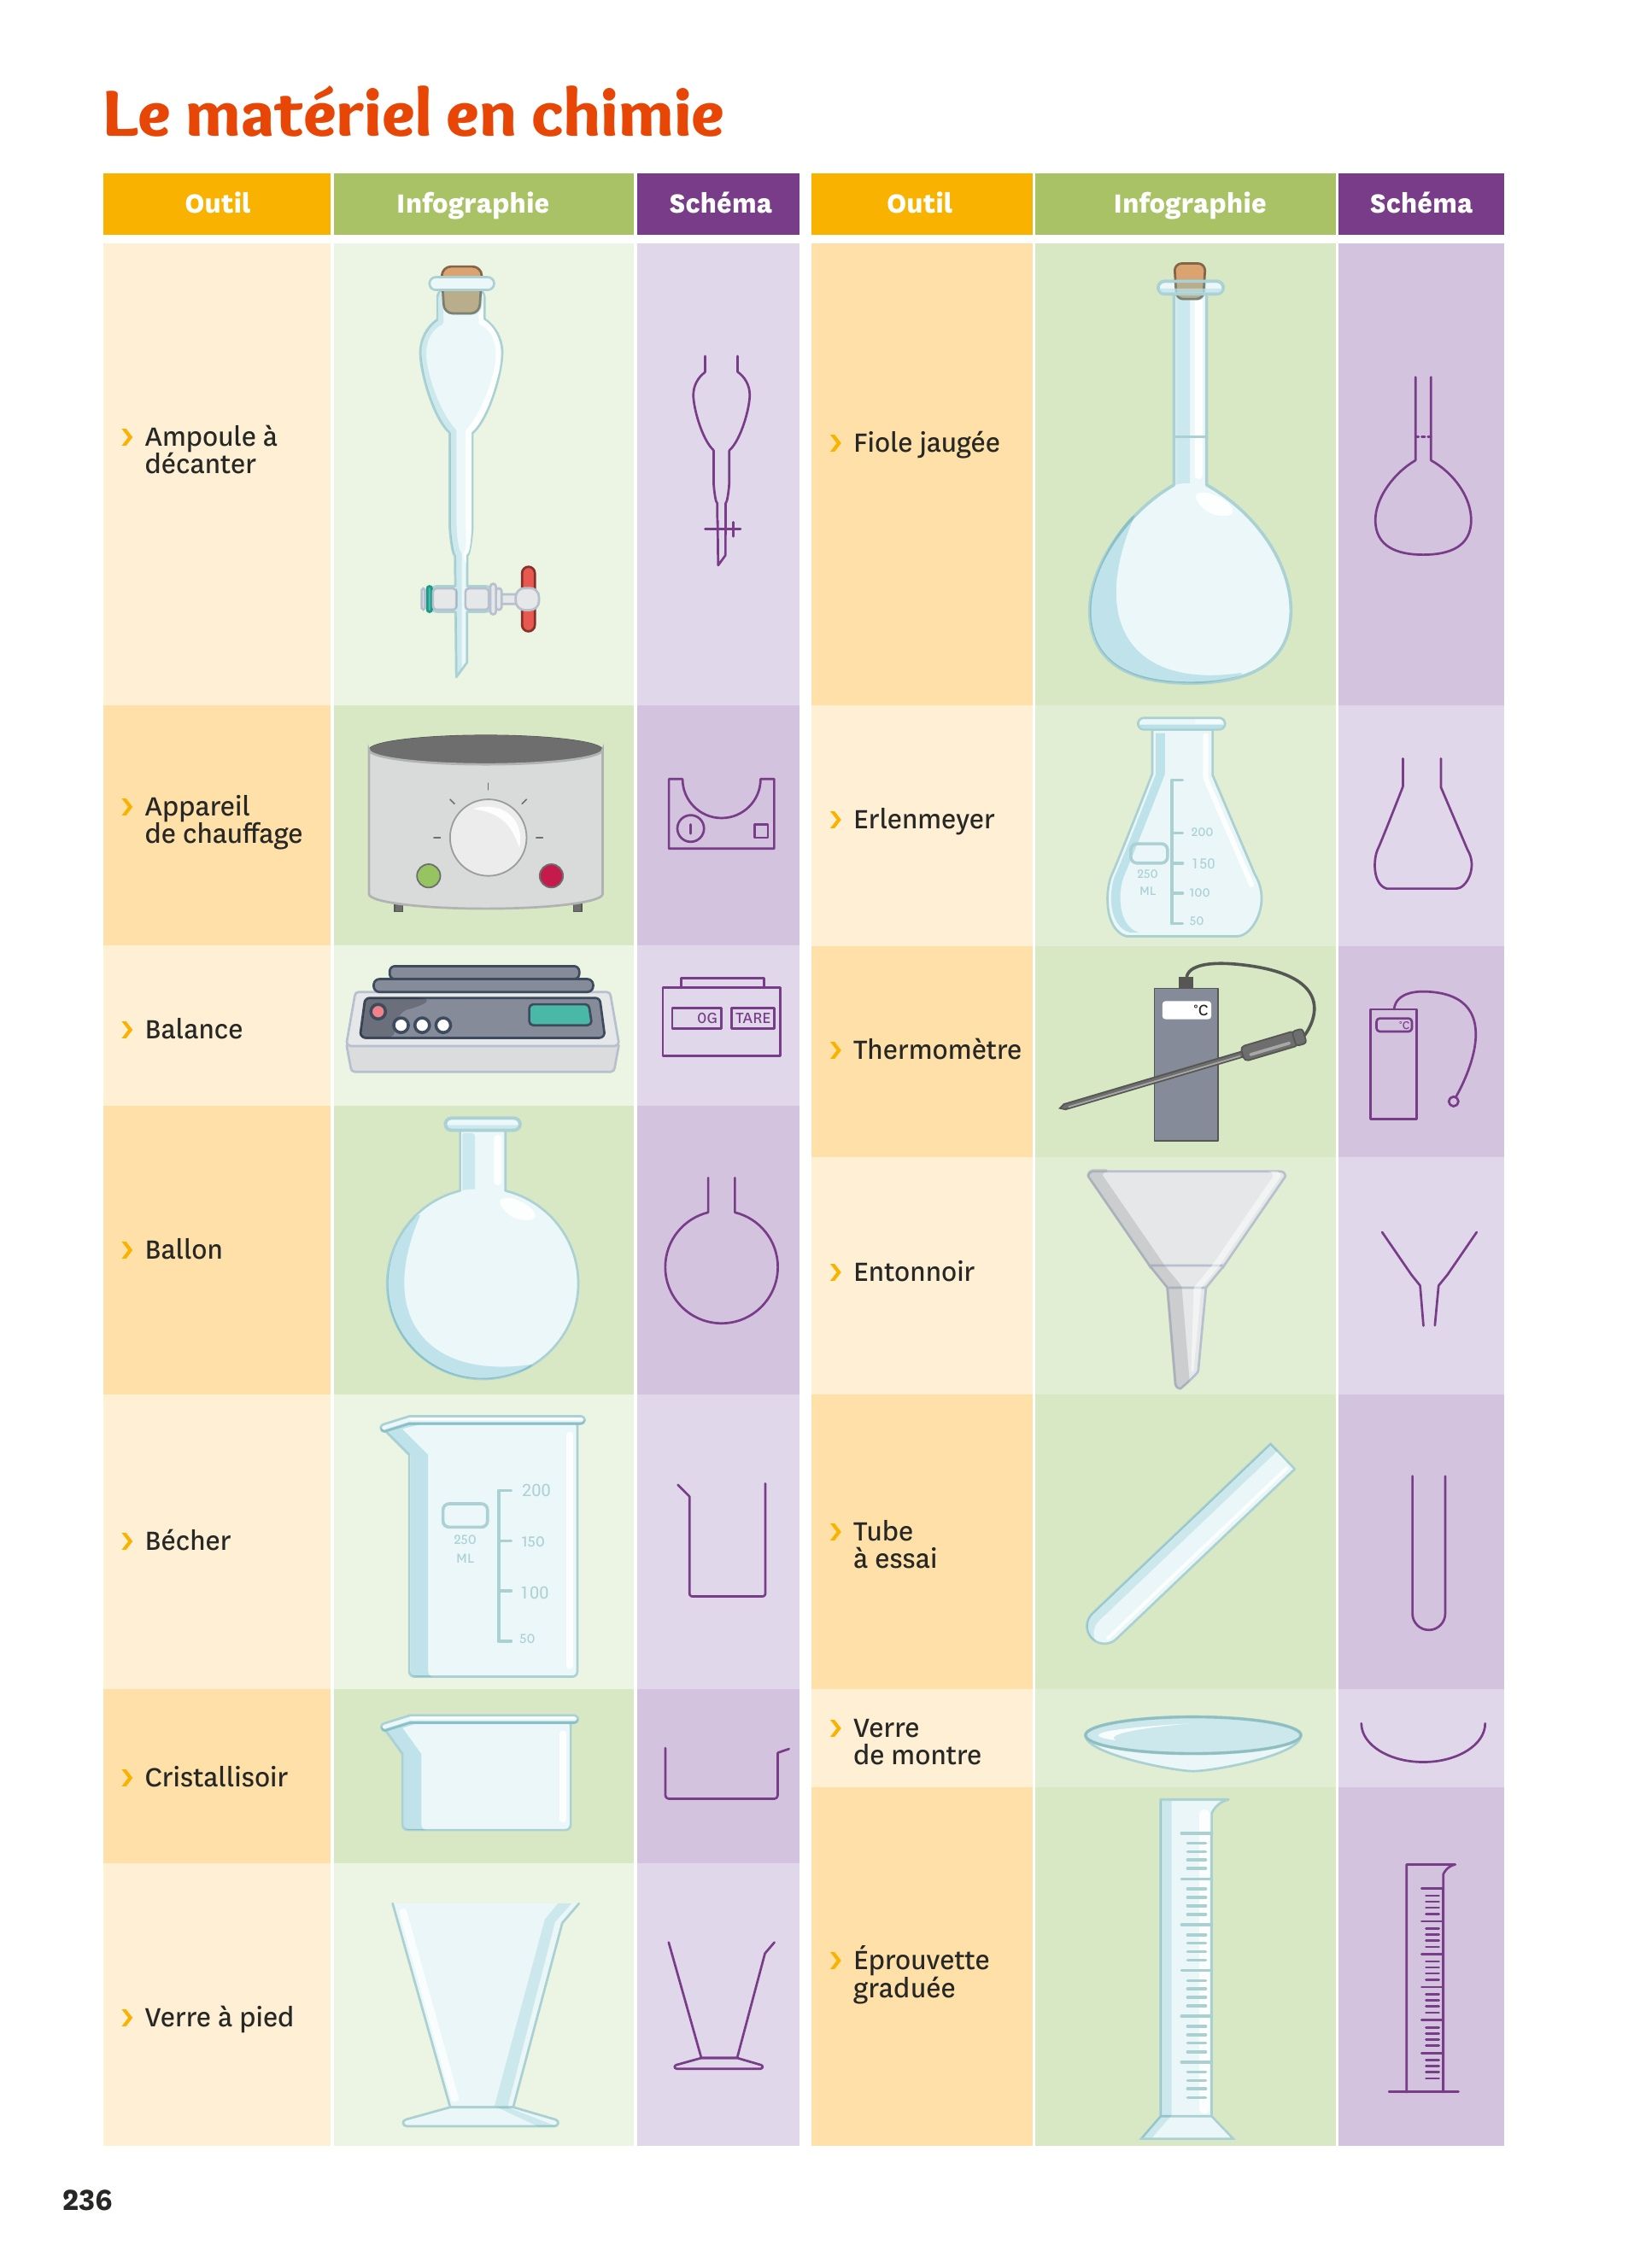 Le matériel en chimie
Outil Infographie Schéma Outil Infographie Schéma
Ampoule à
décanter
Appareil
de chauffage
Balance
0G TARE
Ballon
Bécher
200
250
ML
150
100
50
Cristallisoir
Verre à pied
Fiole jaugée
Erlenmeyer
200
150
250
ML
100
50
Thermomètre
°C
°C
Entonnoir
Tube
à essai
Verre
de montre
Éprouvette
graduée
236